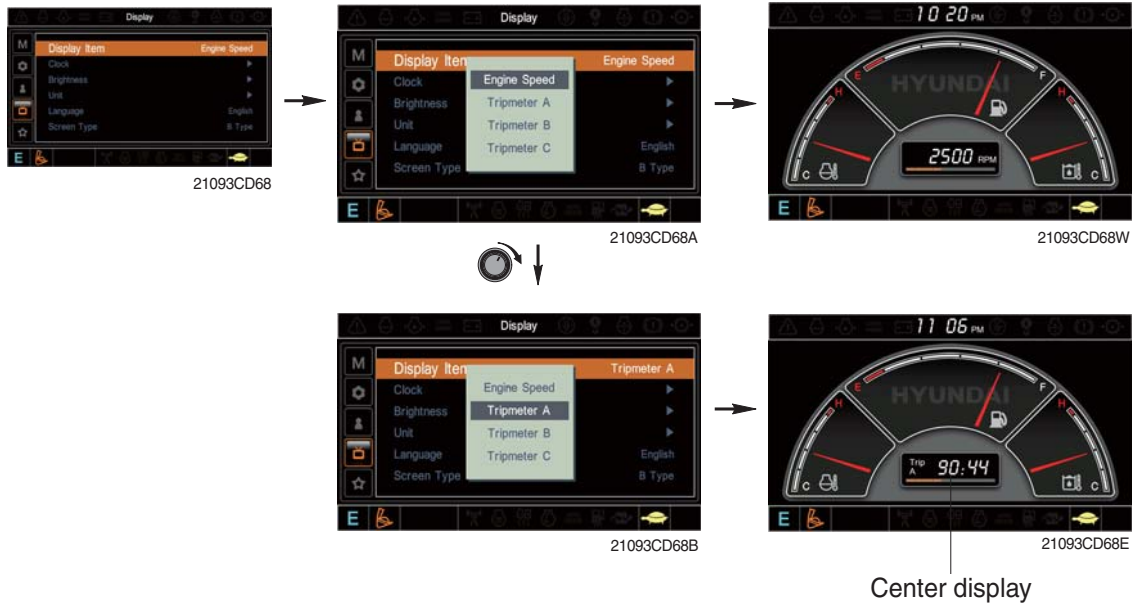 Display
M
Display Item Engine Speed
Clock
Brightness
Unit
Language English
Screen Type B Type
E
21093CD68
Display
M
Display Item Engine Speed
Clock
Brightness
Unit
Language English
Screen Type B Type
Engine Speed
Tripmeter A
Tripmeter B
Tripmeter C
E
21093CD68A
10 20 PM
E F
HYUNDAI
H H
C C
2500 RPM
E
21093CD68W
Display
M
Display Item Tripmeter A
Clock
Brightness
Unit
Language English
Screen Type B Type
Engine Speed
Tripmeter A
Tripmeter B
Tripmeter C
E
21093CD68B
11 06 PM
E F
HYUNDAI
H H
C C
Trip A 90:44
E
21093CD68E
Center display